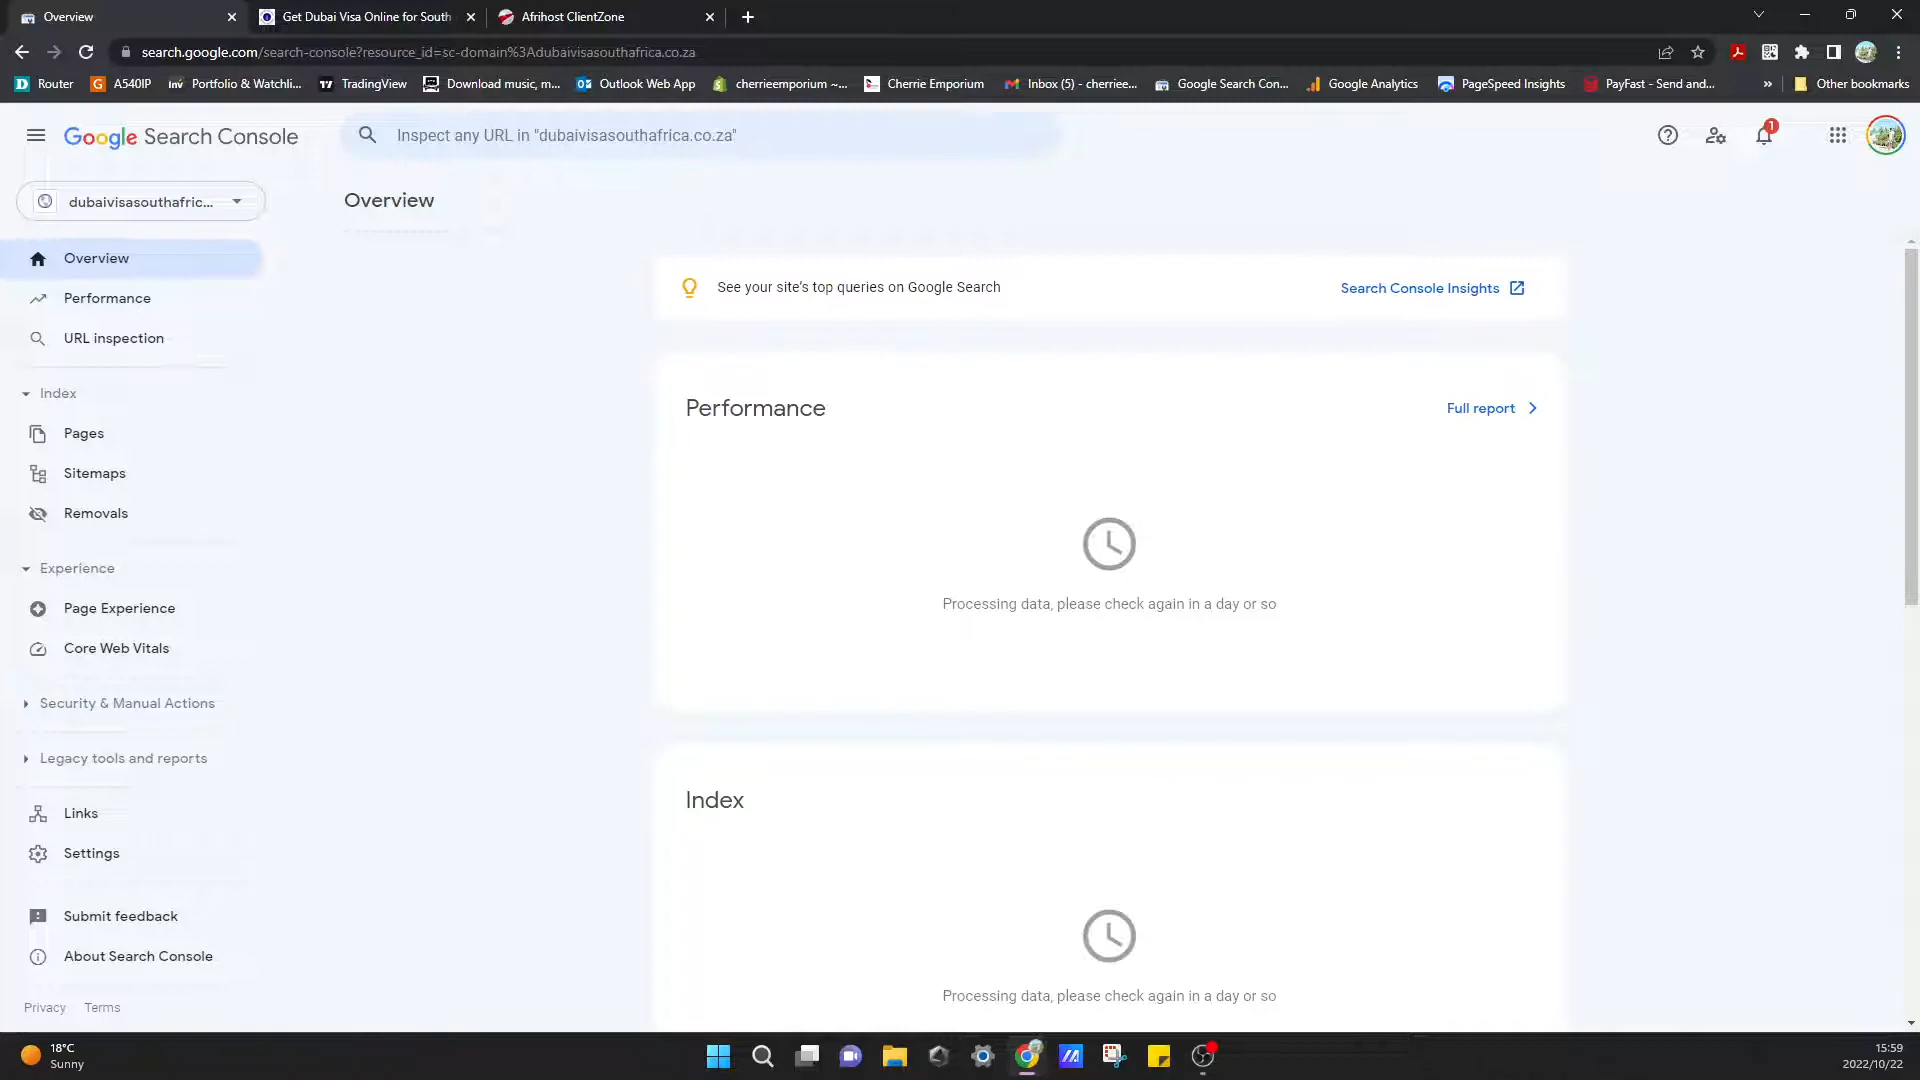 Overview
Get Dubai Visa Online for South
Afrihost ClientZone
search.google.com/search-console?resource_id=sc-domain%3Adubaivisasouthafrica.co.za
Router
A540IP
Portfolio & Watchli...
TradingView
Download music, m...
Outlook Web App
cherrieemporium ~...
Cherrie Emporium
Inbox (5) - cherriee...
Google Search Con...
Google Analytics
PageSpeed Insights
PayFast - Send and...
»
Other bookmarks
Google Search Console
Inspect any URL in "dubaivisasouthafrica.co.za"
1
dubaivisasouthafric...
Overview
Overview
Performance
URL inspection
Index
Pages
Sitemaps
Removals
Experience
Page Experience
Core Web Vitals
Security & Manual Actions
Legacy tools and reports
Links
Settings
Submit feedback
About Search Console
Privacy Terms
See your site's top queries on Google Search
Search Console Insights
Performance
Full report
Processing data, please check again in a day or so
Index
Processing data, please check again in a day or so
18°C
Sunny
15:59
2022/10/22